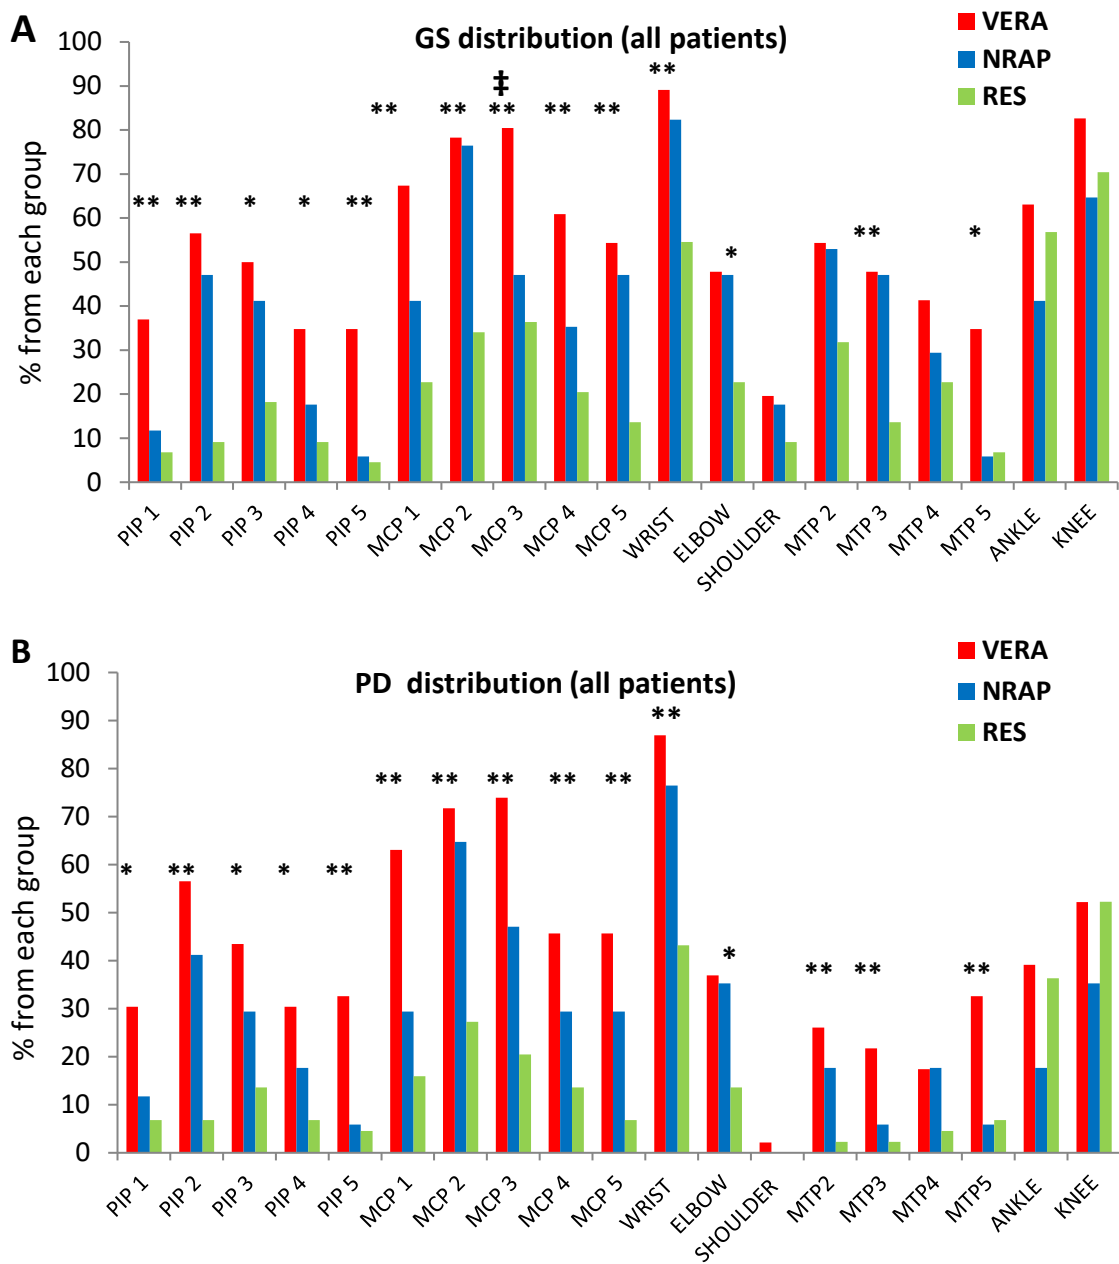 A
GS distribution (all patients)
VERA
NRAP
RES
% from each group
100
90
80
70
60
50
40
30
20
10
0
‡
** ** ** ** ** **
** ** * * **
* ** *
PIP 1
PIP 2
PIP 3
PIP 4
PIP 5
MCP 1
MCP 2
MCP 3
MCP 4
MCP 5
WRIST
ELBOW
SHOULDER
MTP 2
MTP 3
MTP 4
MTP 5
ANKLE
KNEE
B
PD distribution (all patients)
VERA
NRAP
RES
% from each group
100
90
80
70
60
50
40
30
20
10
0
**
** ** ** ** **
* ** * * **
* ** ** **
PIP 1
PIP 2
PIP 3
PIP 4
PIP 5
MCP 1
MCP 2
MCP 3
MCP 4
MCP 5
WRIST
ELBOW
SHOULDER
MTP2
MTP3
MTP4
MTP5
ANKLE
KNEE